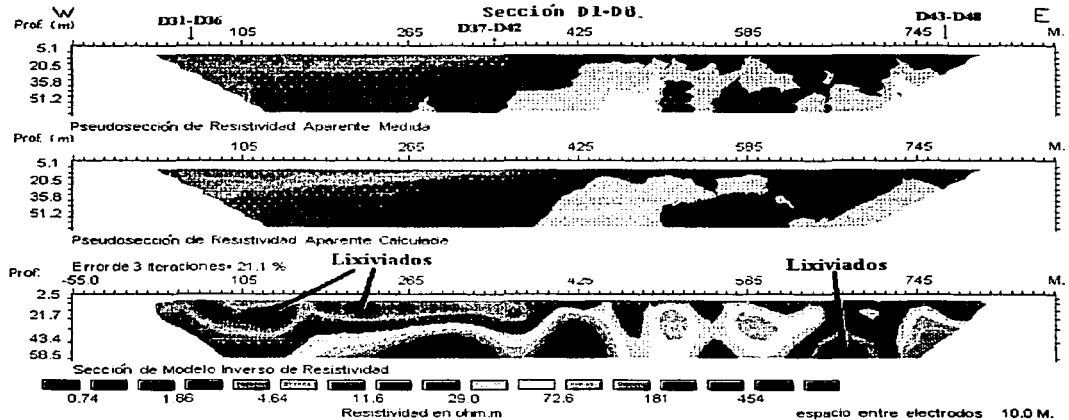 W Sección D1-D8. E
D31-D36 D37-D42 D43-D48
Prof. (m) 105 265 425 585 745 M.
5.1
20.5
35.8
51.2
Pseudosección de Resistividad Aparente Medida
Prof. (m) 105 265 425 585 745 M.
5.1
20.5
35.8
51.2
Pseudosección de Resistividad Aparente Calculada
Error de 3 iteraciones= 21.1 % Lixiviados Lixiviados
Prof. -55.0 105 265 425 585 745 M.
2.5
21.7
43.4
58.5
Sección de Modelo Inverso de Resistividad
0.74 1.86 4.64 11.6 29.0 72.6 181 454
Resistividad en ohm.m espacio entre electrodos 10.0 M.